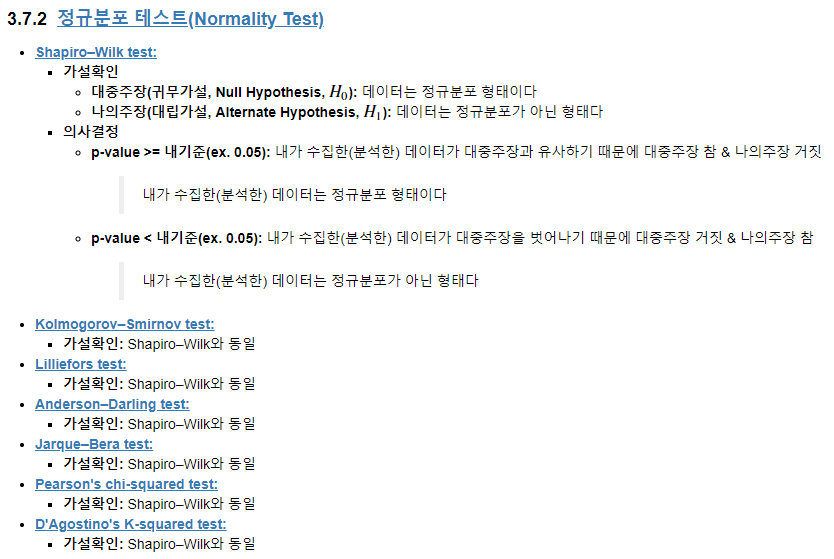 3.7.2 정규분포 테스트(Normality Test)
Shapiro–Wilk test:
가설확인
대중주장(귀무가설, Null Hypothesis, H0): 데이터는 정규분포 형태이다
나의주장(대립가설, Alternate Hypothesis, H1): 데이터는 정규분포가 아닌 형태다
의사결정
p-value >= 내기준(ex. 0.05): 내가 수집한(분석한) 데이터가 대중주장과 유사하기 때문에 대중주장 참 & 나의주장 거짓
내가 수집한(분석한) 데이터는 정규분포 형태이다
p-value < 내기준(ex. 0.05): 내가 수집한(분석한) 데이터가 대중주장을 벗어나기 때문에 대중주장 거짓 & 나의주장 참
내가 수집한(분석한) 데이터는 정규분포가 아닌 형태다
Kolmogorov–Smirnov test:
가설확인: Shapiro–Wilk와 동일
Lilliefors test:
가설확인: Shapiro–Wilk와 동일
Anderson–Darling test:
가설확인: Shapiro–Wilk와 동일
Jarque–Bera test:
가설확인: Shapiro–Wilk와 동일
Pearson's chi-squared test:
가설확인: Shapiro–Wilk와 동일
D'Agostino's K-squared test:
가설확인: Shapiro–Wilk와 동일